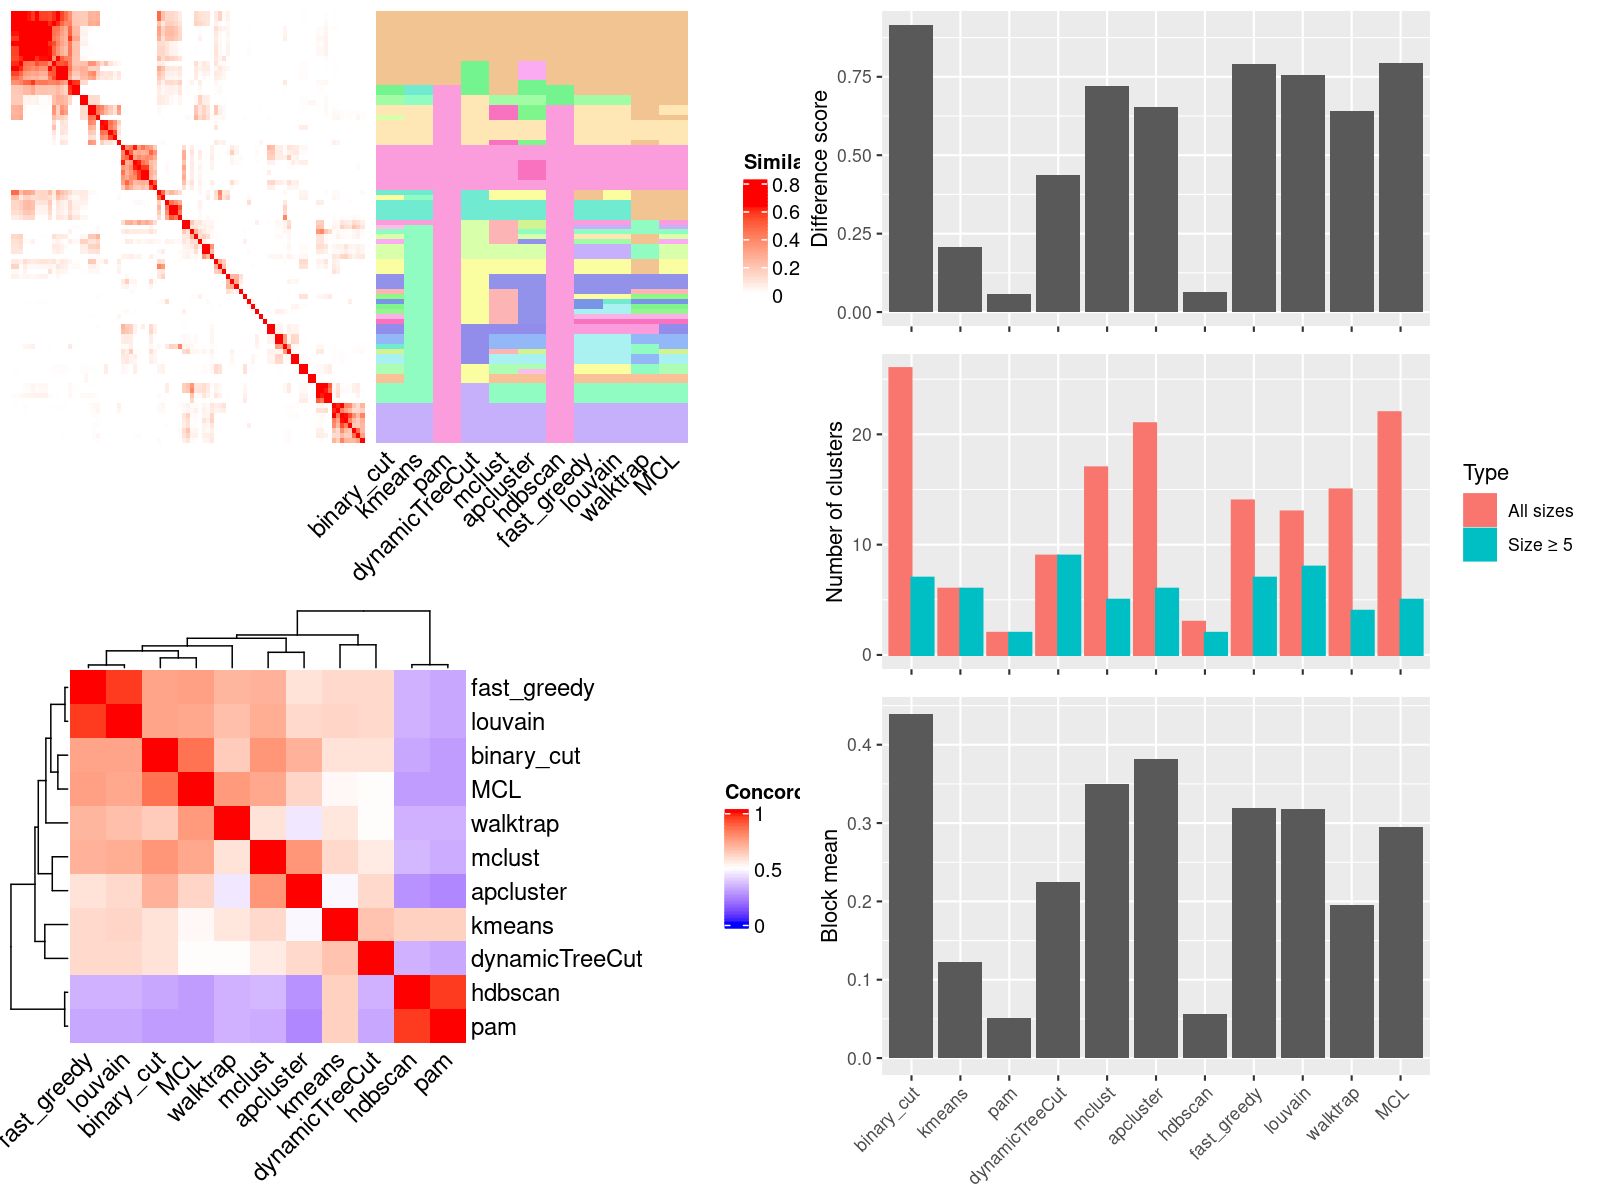 Simila
0.8
0.6
0.4
0.2
0
binary_cut
kmeans
pam
dynamicTreeCut
mclust
apcluster
hdbscan
fast_greedy
louvain
walktrap
MCL
fast_greedy
louvain
binary_cut
MCL
walktrap
mclust
apcluster
kmeans
dynamicTreeCut
hdbscan
pam
fast_greedy
louvain
binary_cut
MCL
walktrap
mclust
apcluster
kmeans
dynamicTreeCut
hdbscan
pam
Concord
1
0.5
0
Difference score
0.75
0.50
0.25
0.00
Number of clusters
20
10
0
Type
All sizes
Size ≥ 5
Block mean
0.4
0.3
0.2
0.1
0.0
binary_cut
kmeans
pam
dynamicTreeCut
mclust
apcluster
hdbscan
fast_greedy
louvain
walktrap
MCL